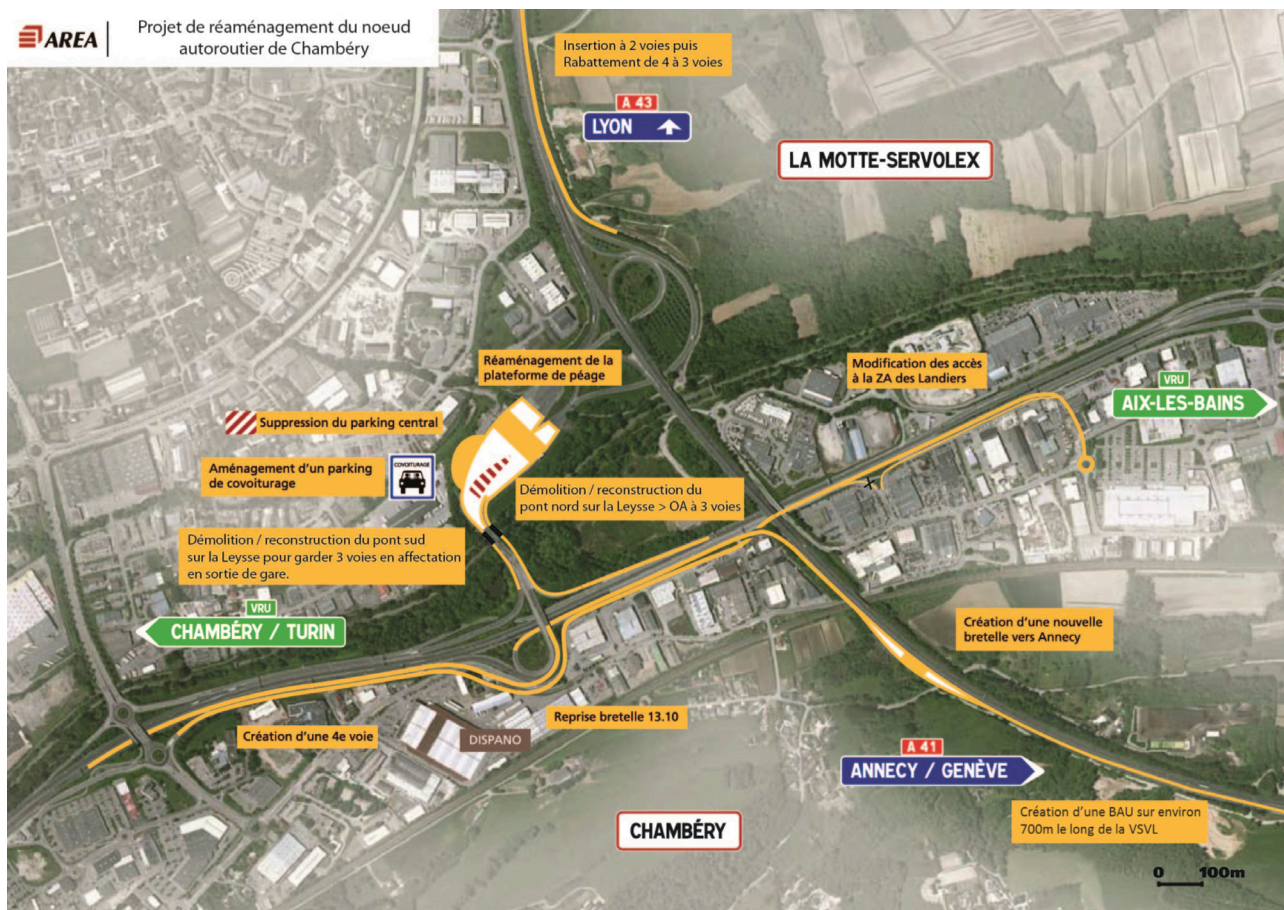 AREA
Projet de réaménagement du noeud
autoroutier de Chambéry
Insertion à 2 voies puis
Rabattement de 4 à 3 voies
A 43
LYON
LA MOTTE-SERVOLEX
Réaménagement de la
plateforme de péage
Modification des accès
à la ZA des Landiers
VRU
AIX-LES-BAINS
Suppression du parking central
Aménagement d'un parking
de covoiturage
COVOITURAGE
Démolition / reconstruction du
pont nord sur la Leysse > OA à 3 voies
Démolition / reconstruction du pont sud
sur la Leysse pour garder 3 voies en affectation
en sortie de gare.
VRU
CHAMBÉRY / TURIN
Création d'une nouvelle
bretelle vers Annecy
Création d'une 4e voie
Reprise bretelle 13.10
DISPANO
A 41
ANNECY / GENÈVE
CHAMBÉRY
Création d'une BAU sur environ
700m le long de la VSVL
0 100m